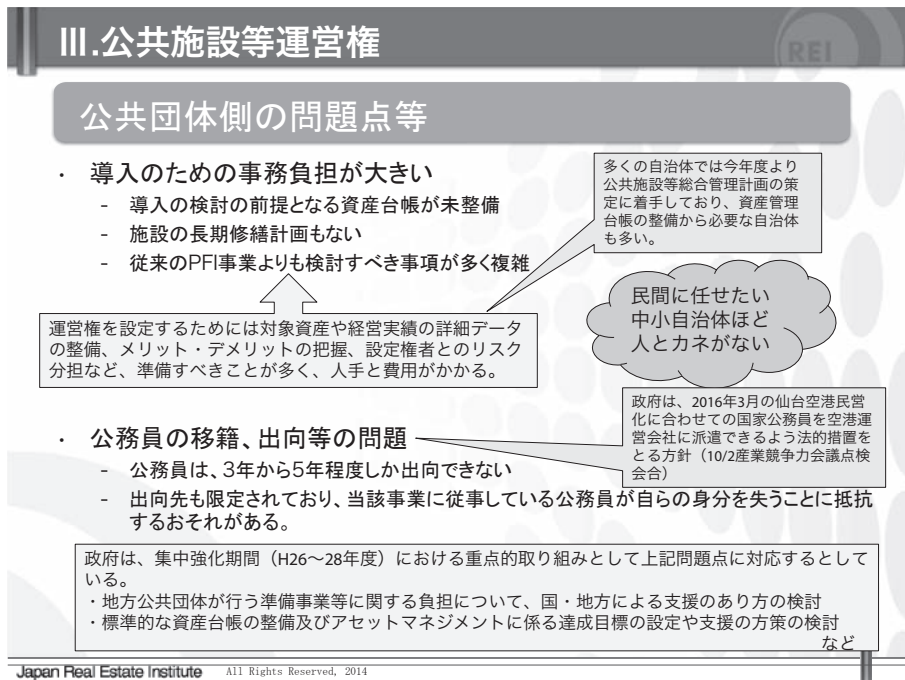 Ⅲ.公共施設等運営権
REI
公共団体側の問題点等
・ 導入のための事務負担が大きい
- 導入の検討の前提となる資産台帳が未整備
- 施設の長期修繕計画もない
- 従来のPFI事業よりも検討すべき事項が多く複雑
多くの自治体では今年度より
公共施設等総合管理計画の策
定に着手しており、資産管理
台帳の整備から必要な自治体
も多い。
運営権を設定するためには対象資産や経営実績の詳細データ
の整備、メリット・デメリットの把握、設定権者とのリスク
分担など、準備すべきことが多く、人手と費用がかかる。
民間に任せたい
中小自治体ほど
人とカネがない
・ 公務員の移籍、出向等の問題
- 公務員は、3年から5年程度しか出向できない
- 出向先も限定されており、当該事業に従事している公務員が自らの身分を失うことに抵抗
するおそれがある。
政府は、2016年3月の仙台空港民営
化に合わせての国家公務員を空港運
営会社に派遣できるよう法的措置を
とる方針（10/2産業競争力会議点検
会合）
政府は、集中強化期間（H26～28年度）における重点的取り組みとして上記問題点に対応するとして
いる。
・地方公共団体が行う準備事業等に関する負担について、国・地方による支援のあり方の検討
・標準的な資産台帳の整備及びアセットマネジメントに係る達成目標の設定や支援の方策の検討
など
Japan Real Estate Institute All Rights Reserved, 2014